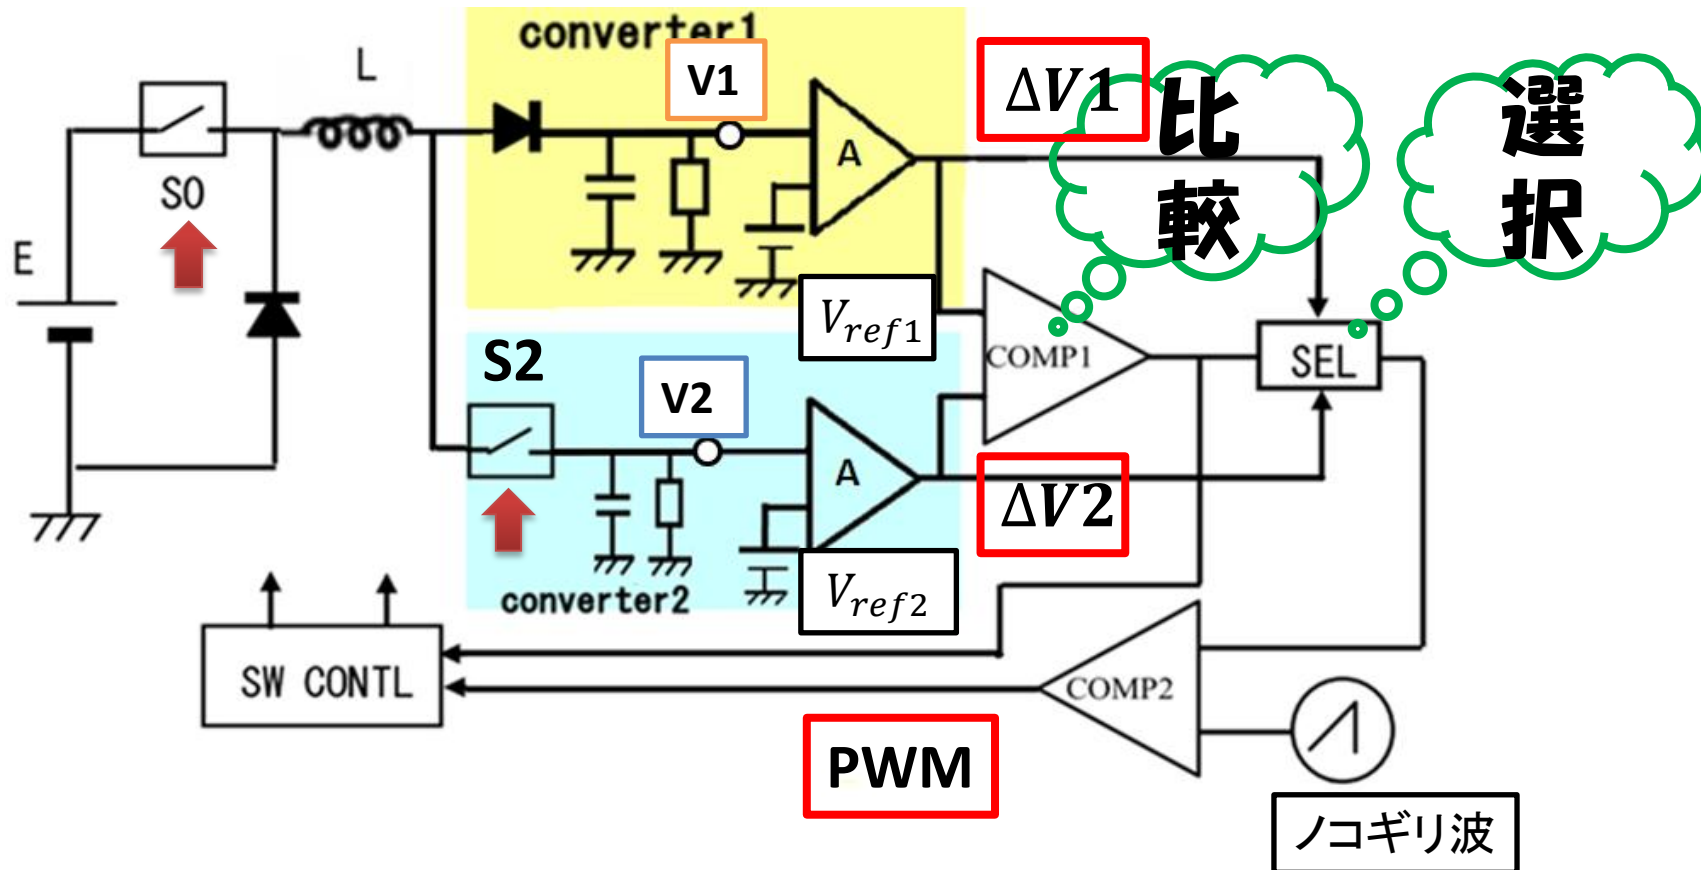 converter1
V1
ΔV1
比較
選択
L
A
S0
E
Vref1
COMP1
SEL
S2
V2
A
ΔV2
Vref2
converter2
SW CONTL
COMP2
PWM
ノコギリ波